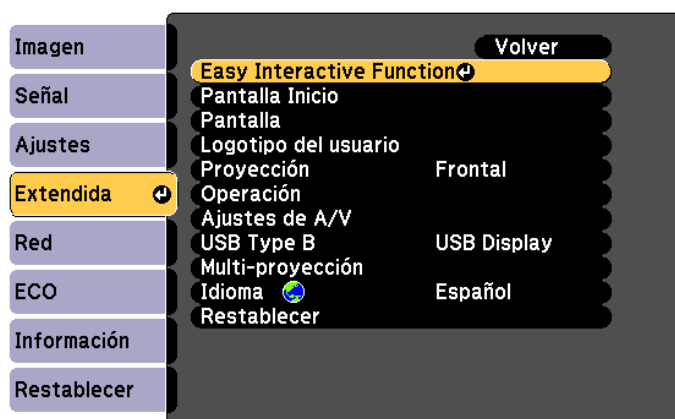 Imagen
Señal
Ajustes
Extendida
Red
ECO
Información
Restablecer
Volver
Easy Interactive Function
Pantalla Inicio
Pantalla
Logotipo del usuario
Proyección Frontal
Operación
Ajustes de A/V
USB Type B USB Display
Multi-proyección
Idioma Español
Restablecer